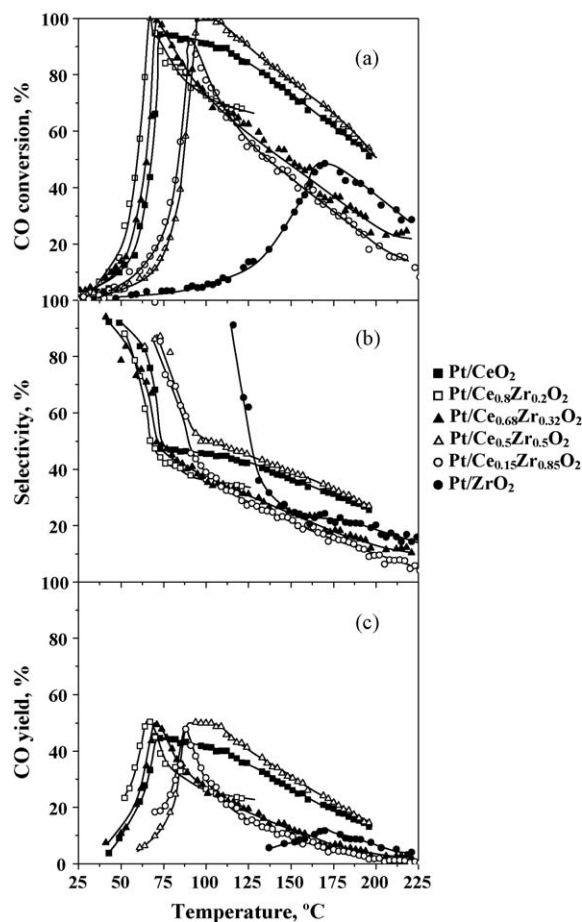 100
(a)
80
60
40
20
CO conversion, %
100
(b)
80
60
40
20
Selectivity, %
Pt/CeO₂
Pt/Ce₀.₈Zr₀.₂O₂
Pt/Ce₀.₆₈Zr₀.₃₂O₂
Pt/Ce₀.₅Zr₀.₅O₂
Pt/Ce₀.₁₅Zr₀.₈₅O₂
Pt/ZrO₂
100
(c)
80
60
40
20
0
CO yield, %
25 50 75 100 125 150 175 200 225
Temperature, ºC